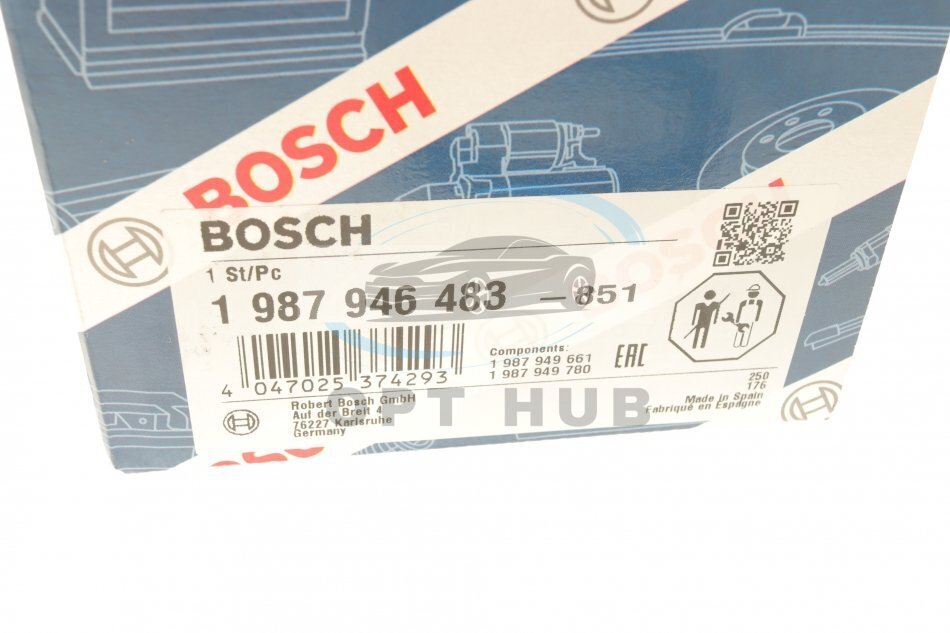 BOSCH
BOSCH
1 St/Pc
1 987 946 483 – 851
4 047025 374293
Components:
1 987 949 661
1 987 949 780
EAC
250
176
Made in Spain
Fabriqué en Espagne
Robert Bosch GmbH
Auf der Breit 4
76227 Karlsruhe
Germany
OPT HUB